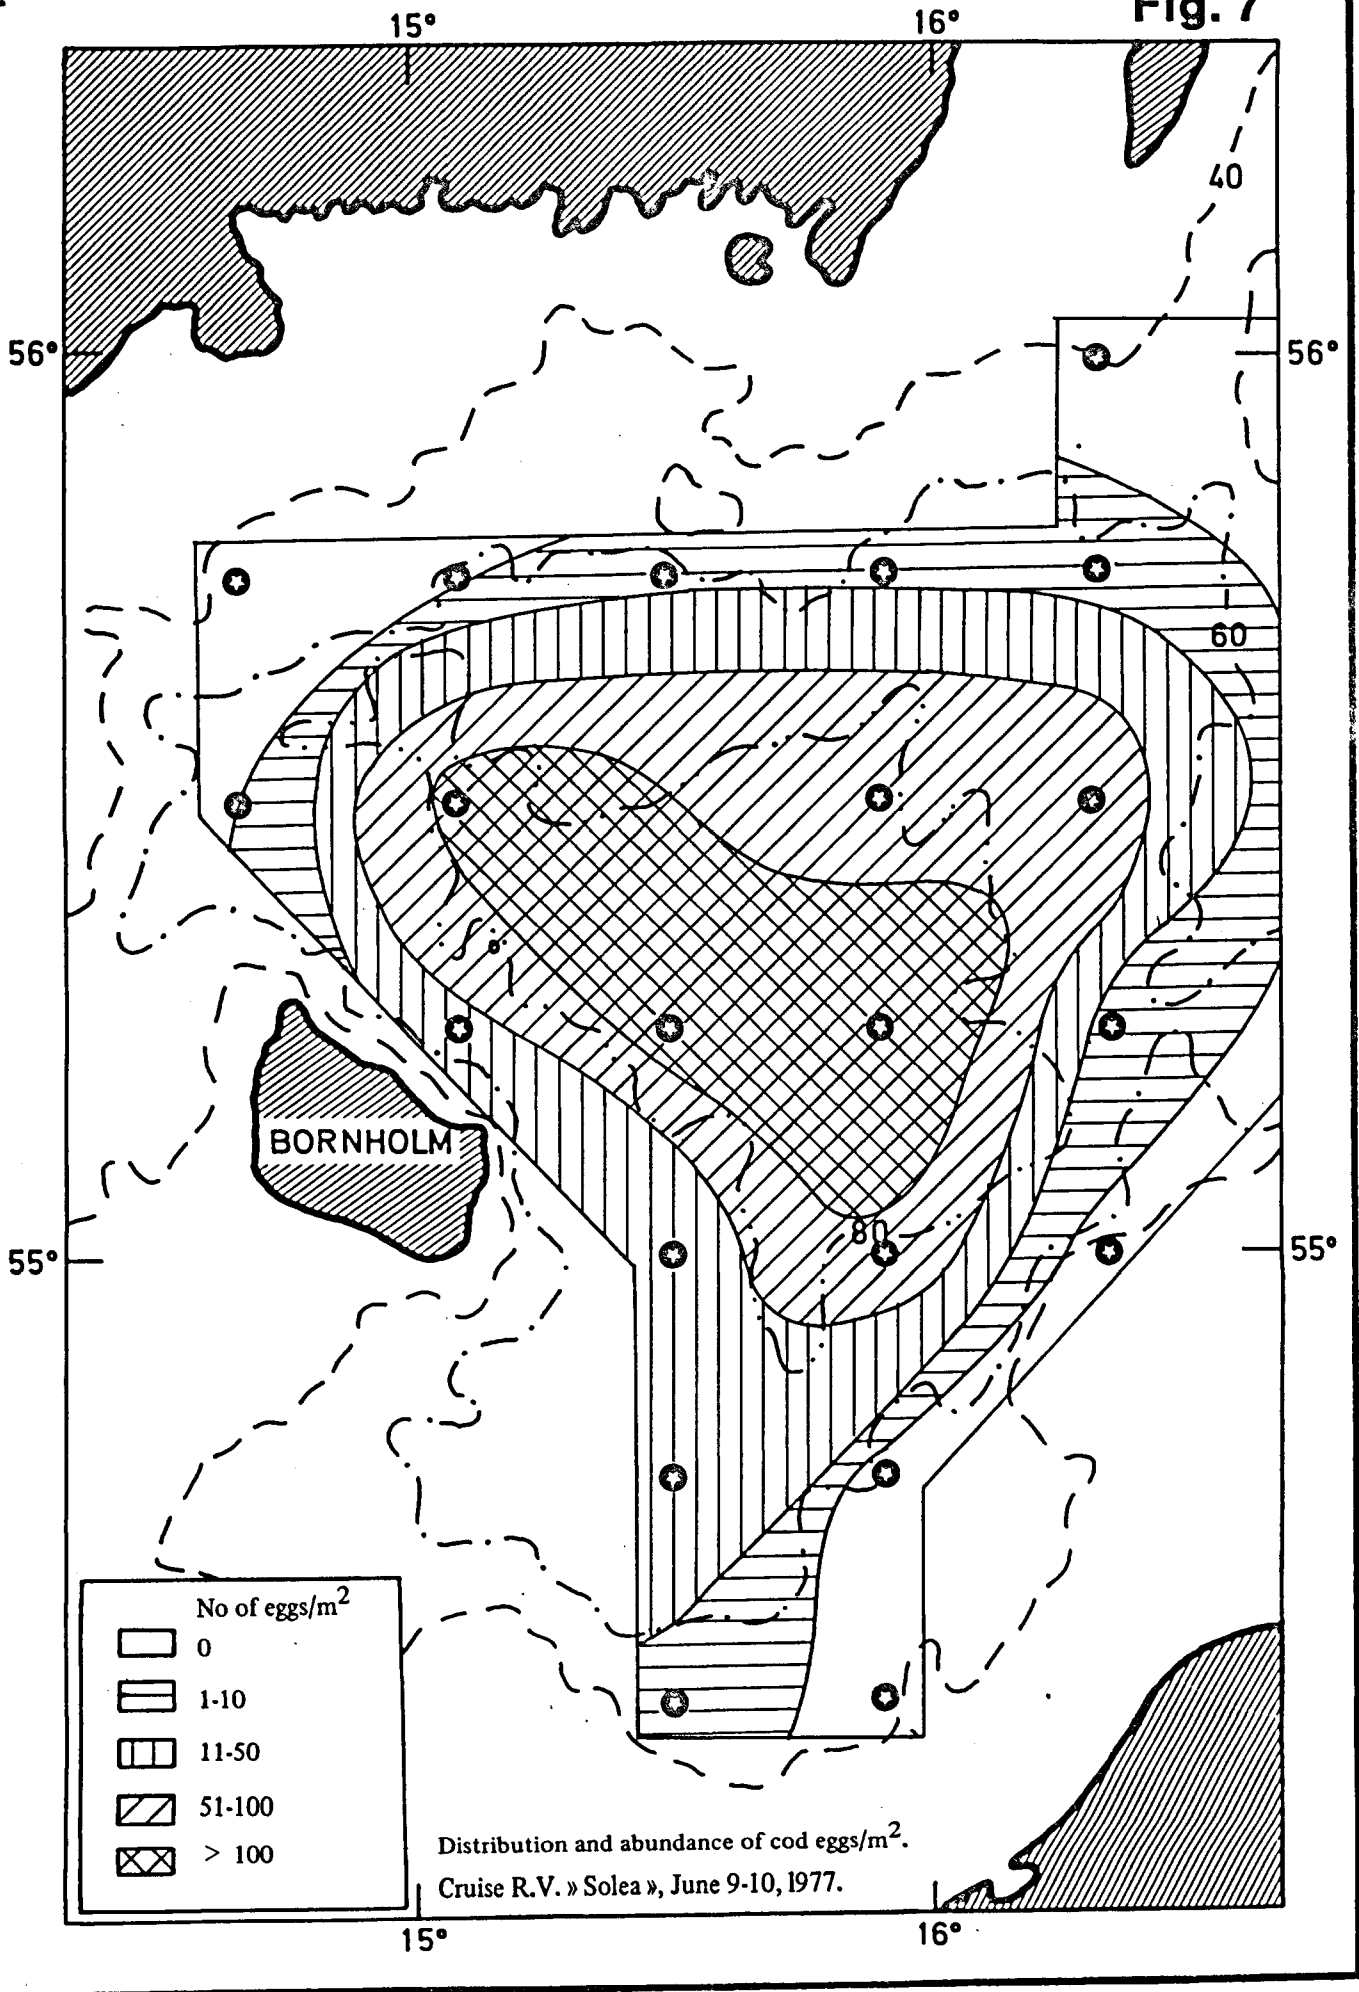 Fig. 7
15° 16°
40
56° 56°
60
BORNHOLM
80
55° 55°
No of eggs/m²
0
1-10
11-50
51-100
> 100
Distribution and abundance of cod eggs/m².
Cruise R.V. » Solea », June 9-10, 1977.
15° 16°